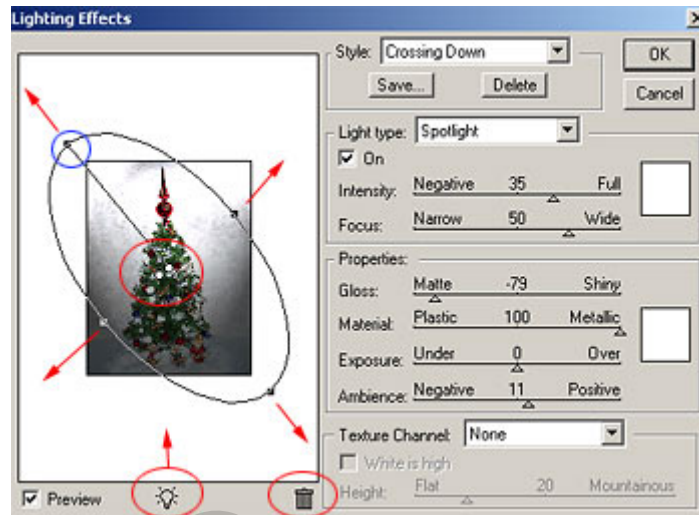 Lighting Effects
Style: Crossing Down
OK
Save... Delete
Cancel
Light type: Spotlight
On
Intensity: Negative 35 Full
Focus: Narrow 50 Wide
Properties:
Gloss: Matte -79 Shiny
Material: Plastic 100 Metallic
Exposure: Under 0 Over
Ambience: Negative 11 Positive
Texture Channel: None
White is high
Height: Flat 20 Mountainous
Preview